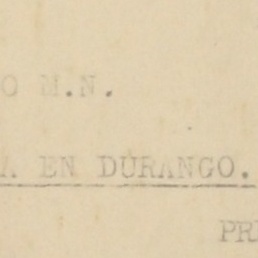 O M.N.
A EN DURANGO.
PR